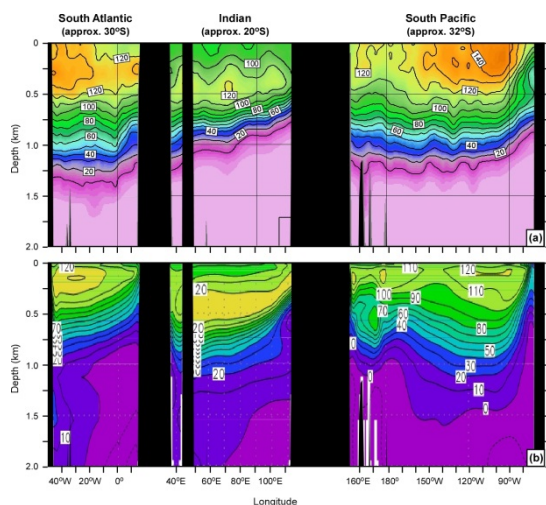 South Atlantic Indian South Pacific
(approx. 30ºS) (approx. 20ºS) (approx. 32ºS)
0
0.5
1.0
1.5
2.0
Depth (km)
120 120 100 80 60 40 20
100 120 100 80 60 40 20
120 140 120 100 80 60 40 20
(a)
0
0.5
1.0
1.5
2.0
Depth (km)
120 70 20 10
20 20 20
110 120 100 90 110 70 60 80 40 50 20 30 10 0 0 0
(b)
40ºW 20ºW 0º 40ºE 60ºE 80ºE 100ºE 160ºE 180º 150ºW 120ºW 90ºW
Longitude